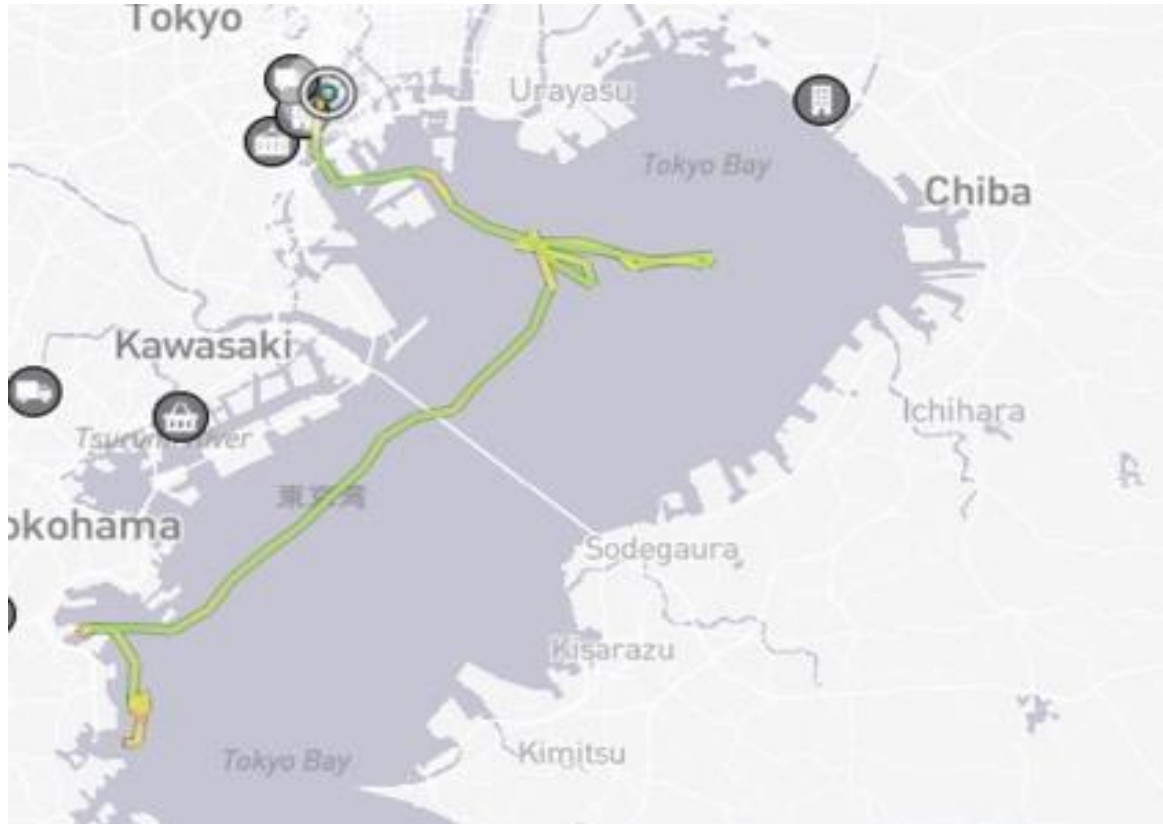 Tokyo
Urayasu
Tokyo Bay
Chiba
Kawasaki
Ichihara
Tsurumi River
東京湾
okohama
Sodegaura
Kisarazu
Kimitsu
Tokyo Bay